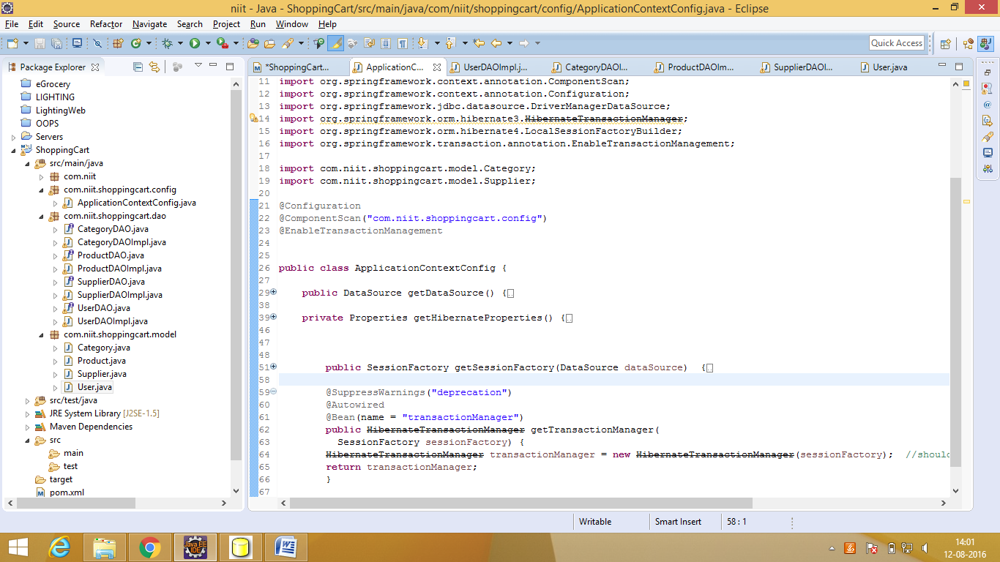 niit - Java - ShoppingCart/src/main/java/com/niit/shoppingcart/config/ApplicationContextConfig.java - Eclipse
File Edit Source Refactor Navigate Search Project Run Window Help
Quick Access
Package Explorer
eGrocery
LIGHTING
LightingWeb
OOPS
Servers
ShoppingCart
src/main/java
com.niit
com.niit.shoppingcart.config
ApplicationContextConfig.java
com.niit.shoppingcart.dao
CategoryDAO.java
CategoryDAOImpl.java
ProductDAO.java
ProductDAOImpl.java
SupplierDAO.java
SupplierDAOImpl.java
UserDAO.java
UserDAOImpl.java
com.niit.shoppingcart.model
Category.java
Product.java
Supplier.java
User.java
src/test/java
JRE System Library [J2SE-1.5]
Maven Dependencies
src
main
test
target
pom.xml
*ShoppingCart... ApplicationC... UserDAOImpl.j... CategoryDAOI... ProductDAOIm... SupplierDAOI... User.java
11 import org.springframework.context.annotation.ComponentScan;
12 import org.springframework.context.annotation.Configuration;
13 import org.springframework.jdbc.datasource.DriverManagerDataSource;
14 import org.springframework.orm.hibernate3.HibernateTransactionManager;
15 import org.springframework.orm.hibernate4.LocalSessionFactoryBuilder;
16 import org.springframework.transaction.annotation.EnableTransactionManagement;
17
18 import com.niit.shoppingcart.model.Category;
19 import com.niit.shoppingcart.model.Supplier;
20
21 @Configuration
22 @ComponentScan("com.niit.shoppingcart.config")
23 @EnableTransactionManagement
24
25
26 public class ApplicationContextConfig {
27
29 public DataSource getDataSource() {
38
39 private Properties getHibernateProperties() {
46
47
48
51 public SessionFactory getSessionFactory(DataSource dataSource) {
58
59 @SuppressWarnings("deprecation")
60 @Autowired
61 @Bean(name = "transactionManager")
62 public HibernateTransactionManager getTransactionManager(
63 SessionFactory sessionFactory) {
64 HibernateTransactionManager transactionManager = new HibernateTransactionManager(sessionFactory); //should
65 return transactionManager;
66 }
67
Writable Smart Insert 58 : 1
Java EE
IDE
14:01
12-08-2016